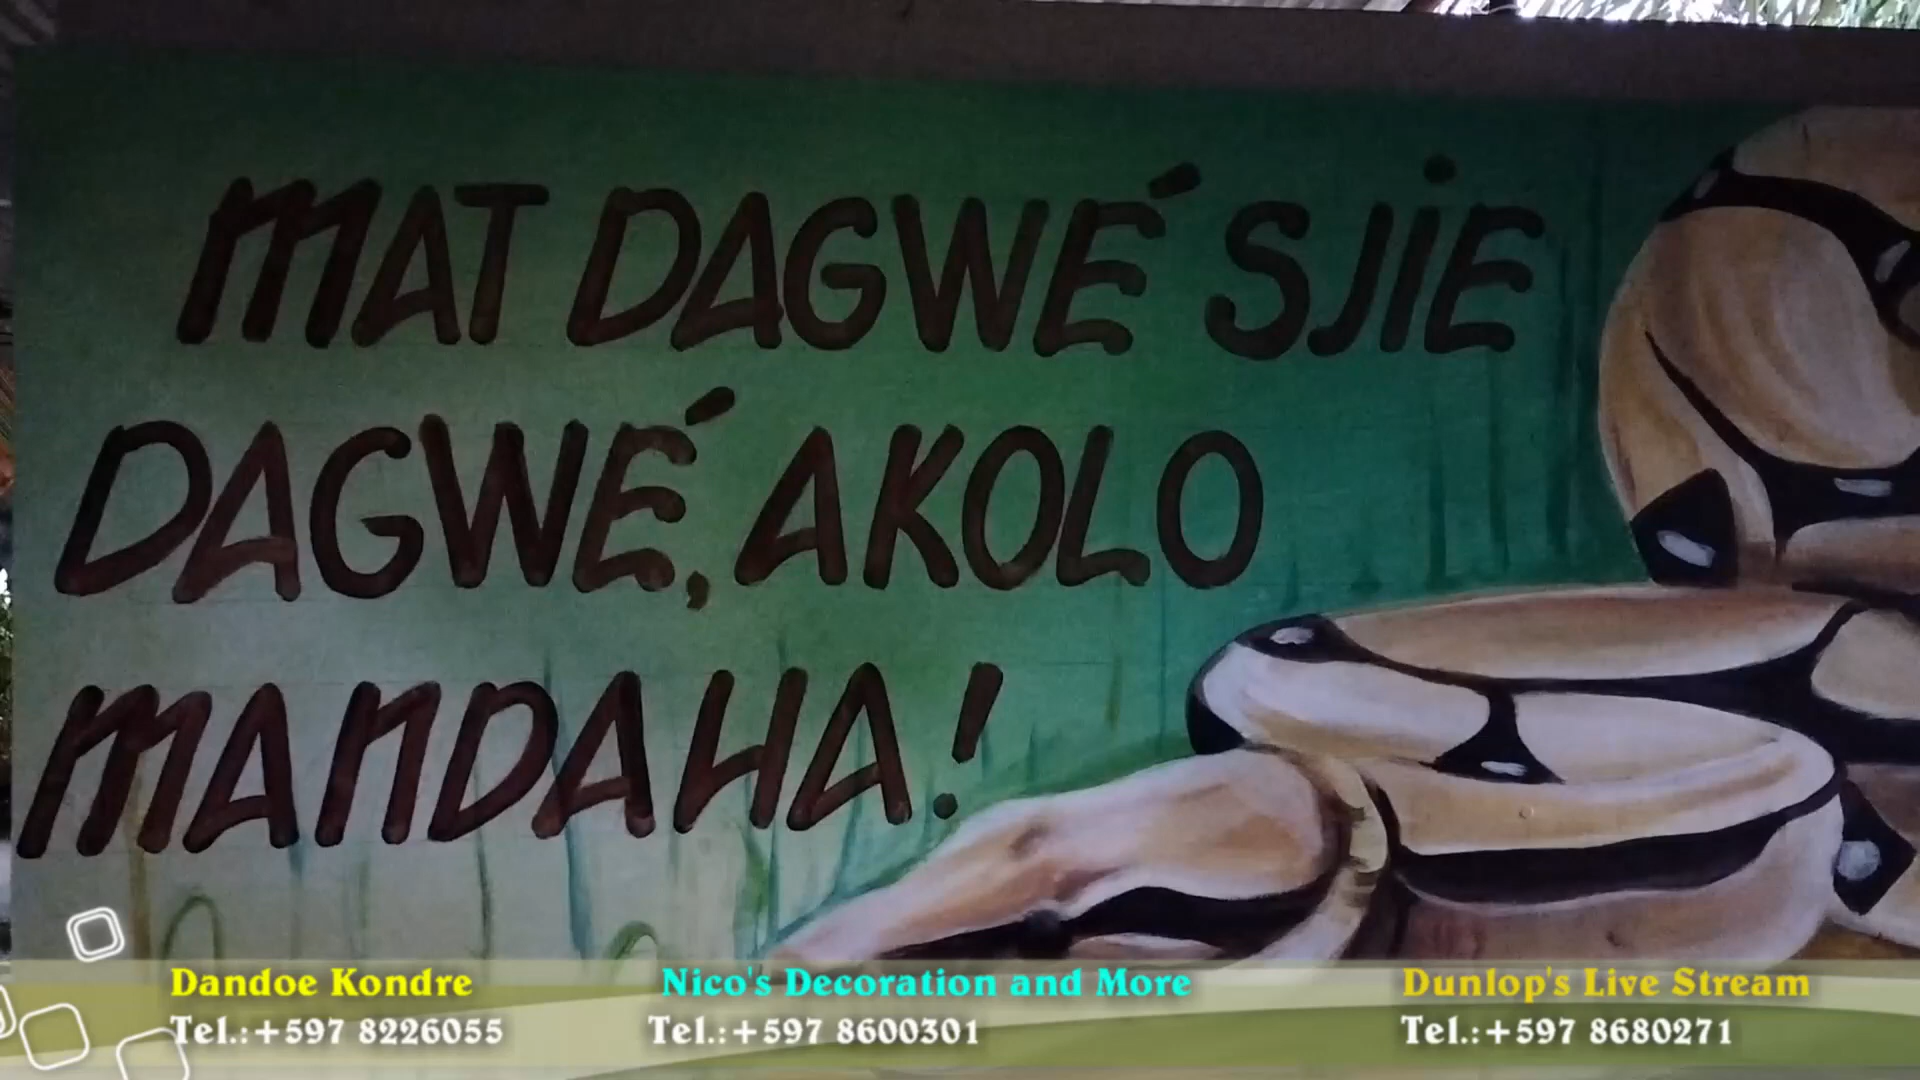 MAT DAGWÉ SJIE
DAGWÉ, AKOLO
MANDAHA!
Dandoe Kondre
Tel.:+597 8226055
Nico's Decoration and More
Tel.:+597 8600301
Dunlop's Live Stream
Tel.:+597 8680271